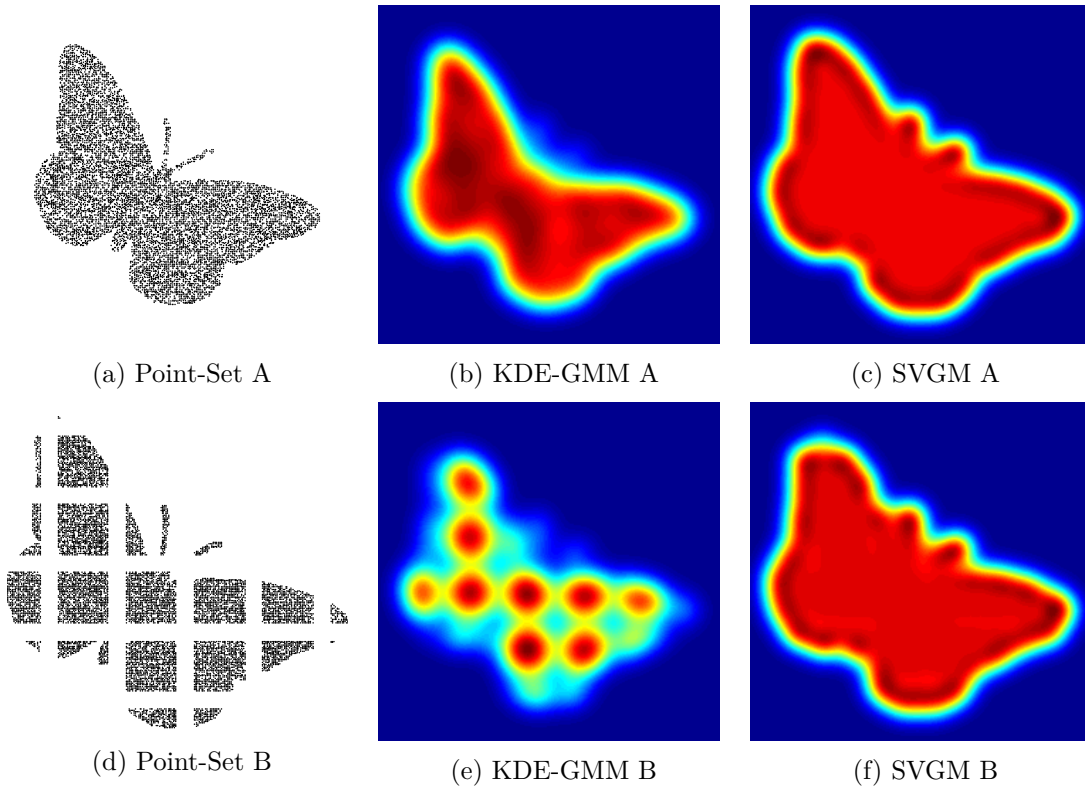 (a) Point-Set A
(b) KDE-GMM A
(c) SVGM A
(d) Point-Set B
(e) KDE-GMM B
(f) SVGM B